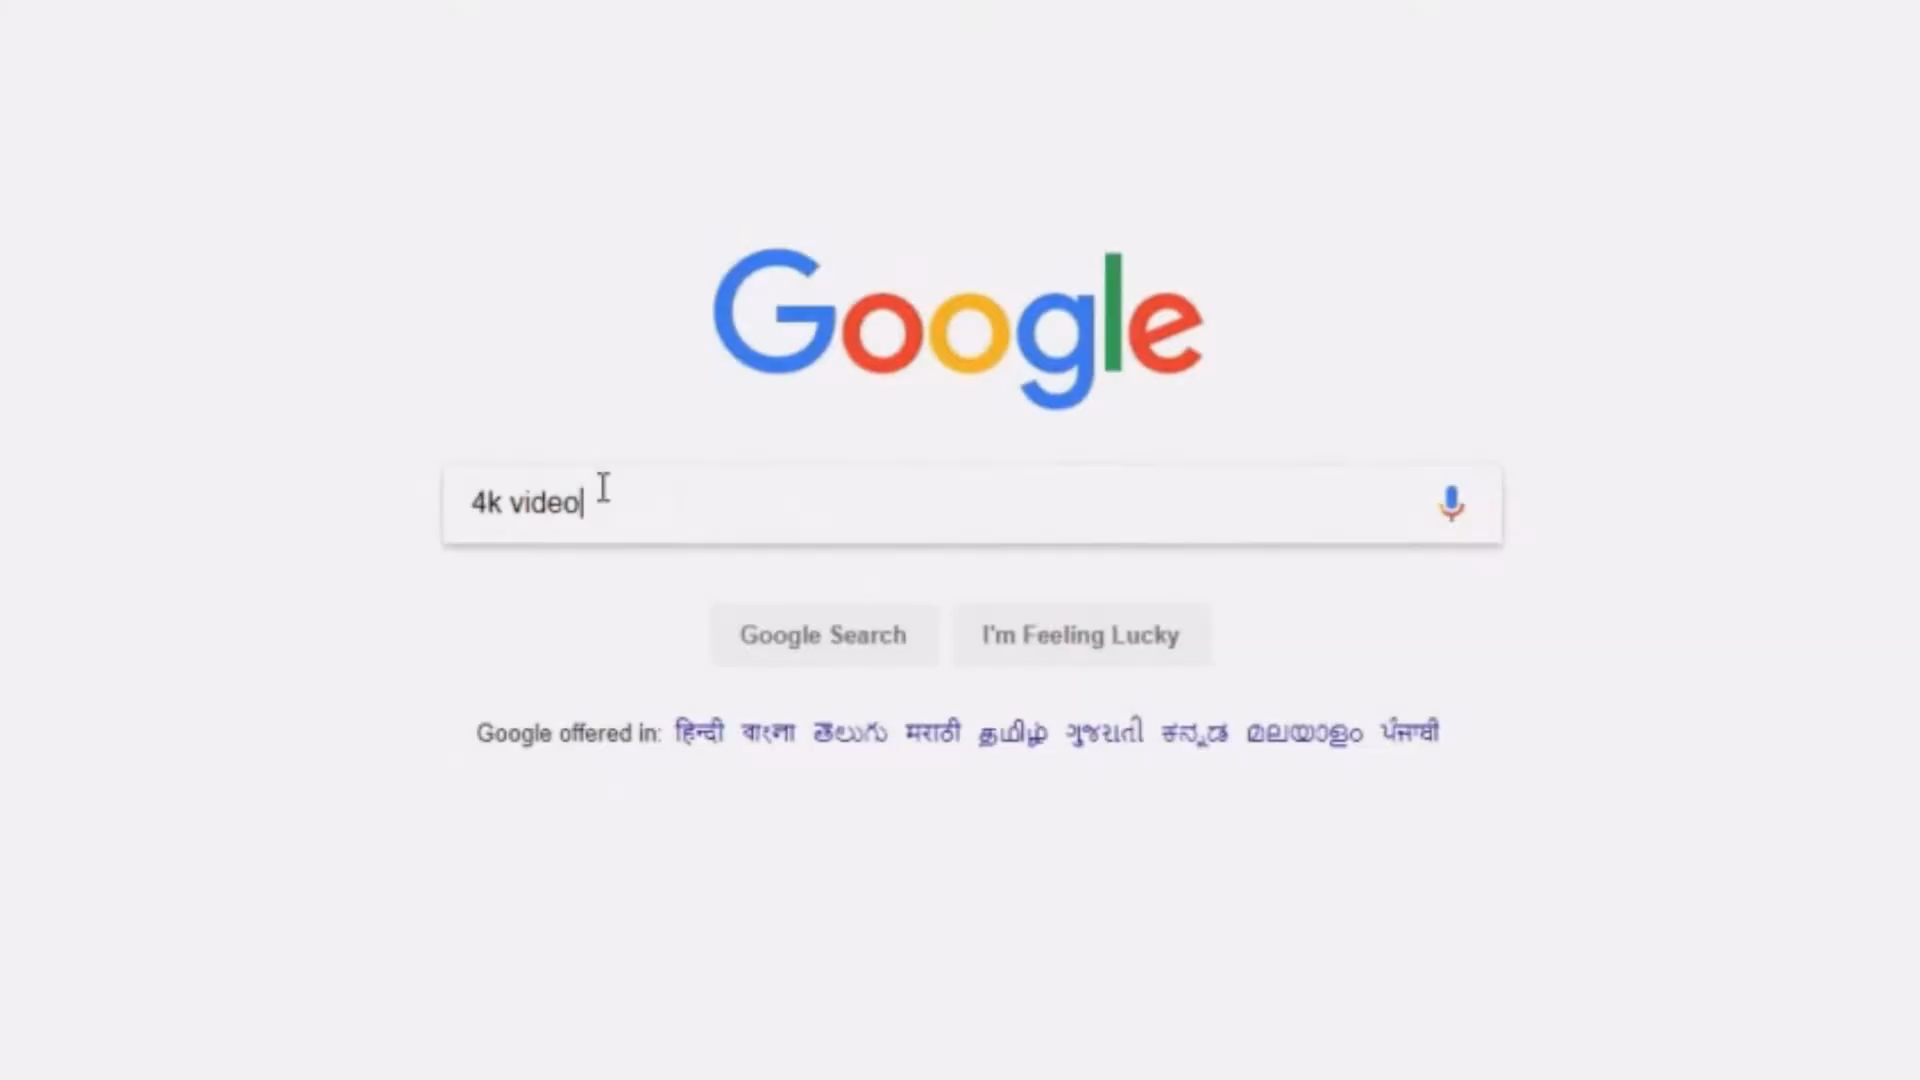 Google
4k video
Google Search I'm Feeling Lucky
Google offered in: हिन्दी বাংলা తెలుగు मराठी தமிழ் ગુજરાતી ಕನ್ನಡ മലയാളം ਪੰਜਾਬੀ